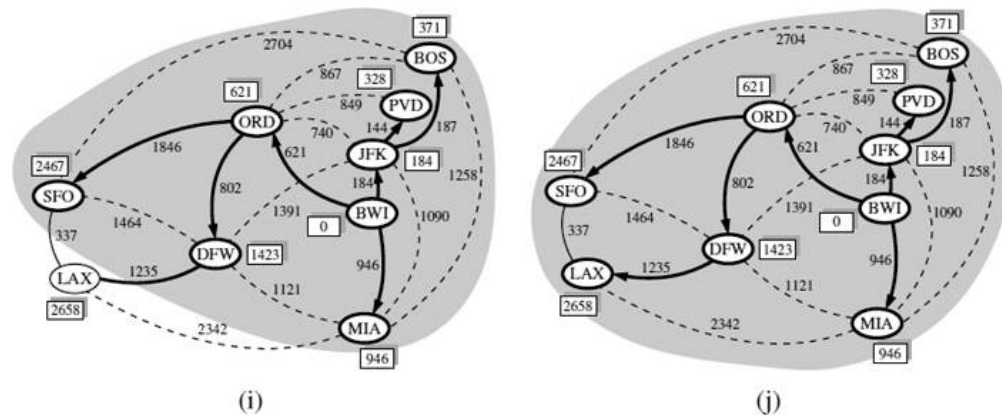 371
2704
BOS
867
328
621
PVD
849
ORD
144
187
740
1846
621
JFK
2467
184
802
184
1258
SFO
1391
BWI
1464
1090
0
337
DFW
1423
946
LAX
1235
1121
2658
2342
MIA
946
(i)
371
2704
BOS
867
328
621
PVD
849
ORD
144
187
740
1846
621
JFK
2467
184
802
184
1258
SFO
1391
BWI
1464
1090
0
337
DFW
1423
946
LAX
1235
1121
2658
2342
MIA
946
(j)